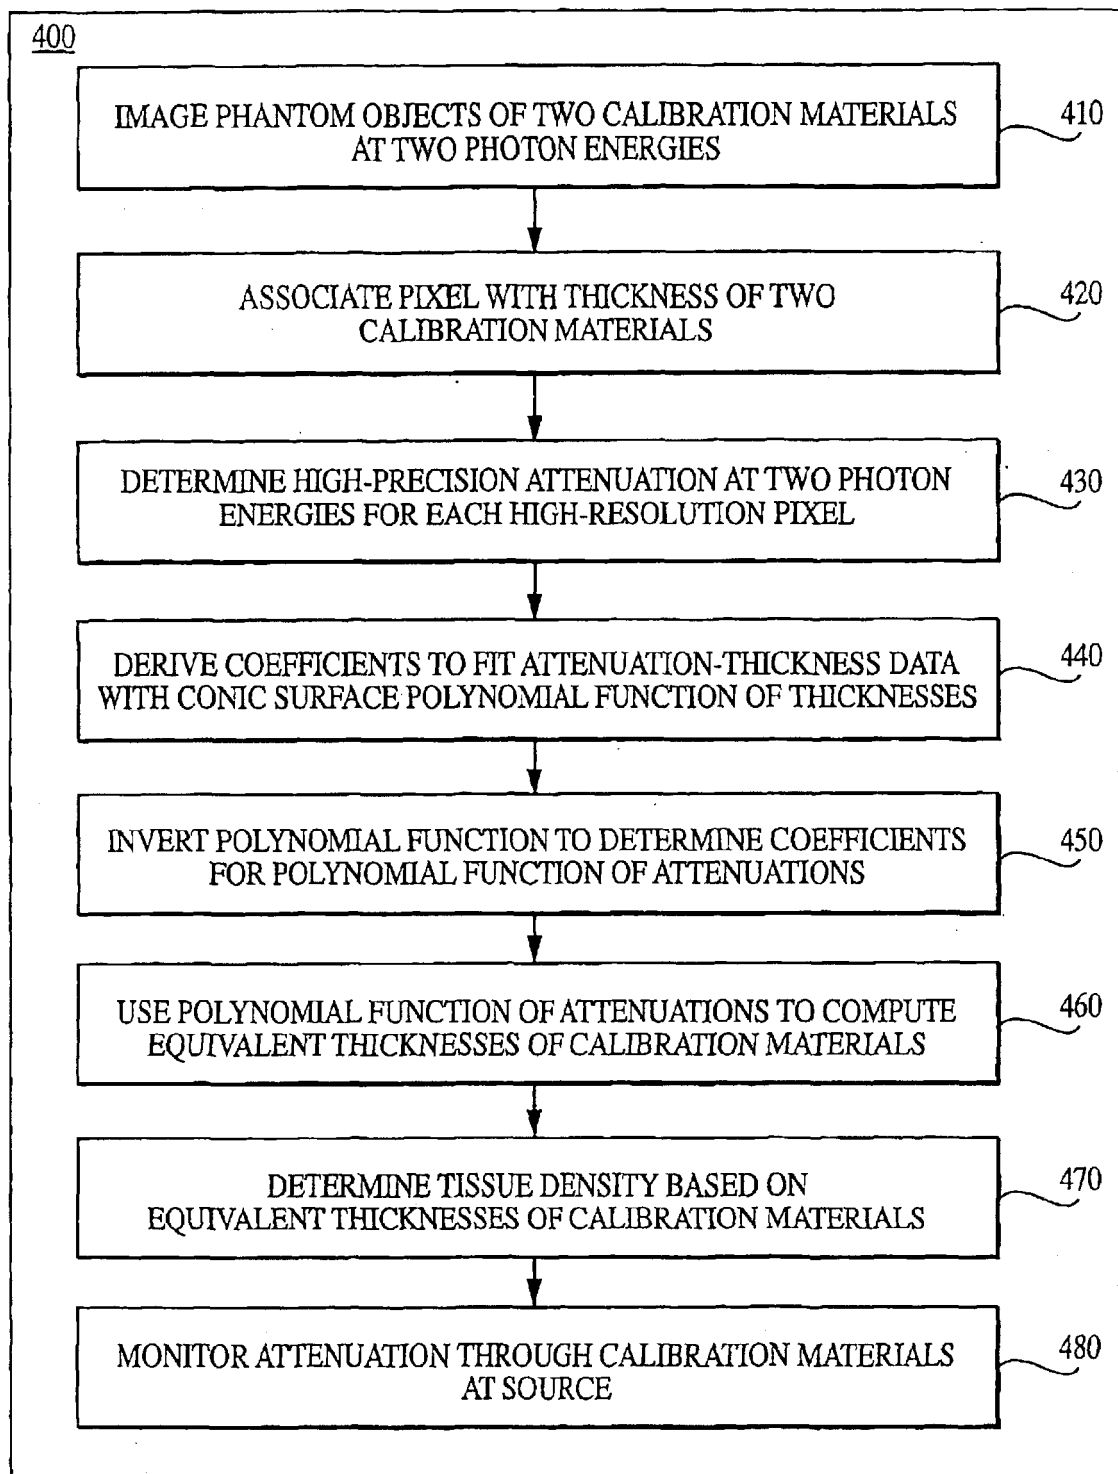 400
IMAGE PHANTOM OBJECTS OF TWO CALIBRATION MATERIALS
AT TWO PHOTON ENERGIES
410
ASSOCIATE PIXEL WITH THICKNESS OF TWO
CALIBRATION MATERIALS
420
DETERMINE HIGH-PRECISION ATTENUATION AT TWO PHOTON
ENERGIES FOR EACH HIGH-RESOLUTION PIXEL
430
DERIVE COEFFICIENTS TO FIT ATTENUATION-THICKNESS DATA
WITH CONIC SURFACE POLYNOMIAL FUNCTION OF THICKNESSES
440
INVERT POLYNOMIAL FUNCTION TO DETERMINE COEFFICIENTS
FOR POLYNOMIAL FUNCTION OF ATTENUATIONS
450
USE POLYNOMIAL FUNCTION OF ATTENUATIONS TO COMPUTE
EQUIVALENT THICKNESSES OF CALIBRATION MATERIALS
460
DETERMINE TISSUE DENSITY BASED ON
EQUIVALENT THICKNESSES OF CALIBRATION MATERIALS
470
MONITOR ATTENUATION THROUGH CALIBRATION MATERIALS
AT SOURCE
480